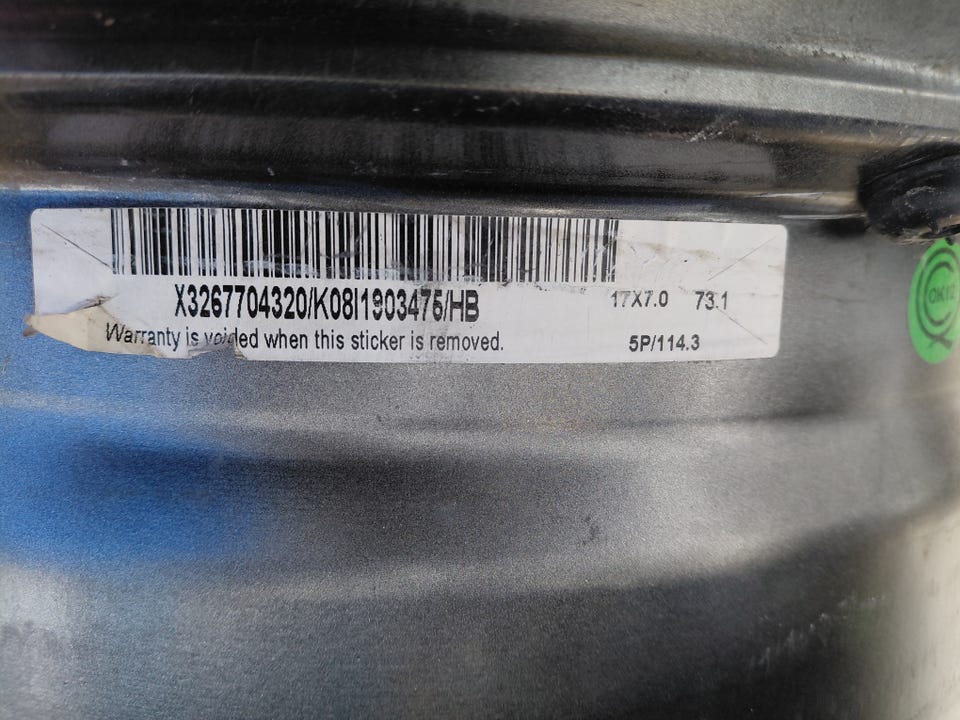 X3267704320/K08I1903475/HB
17X7.0 73.1
Warranty is voided when this sticker is removed.
5P/114.3